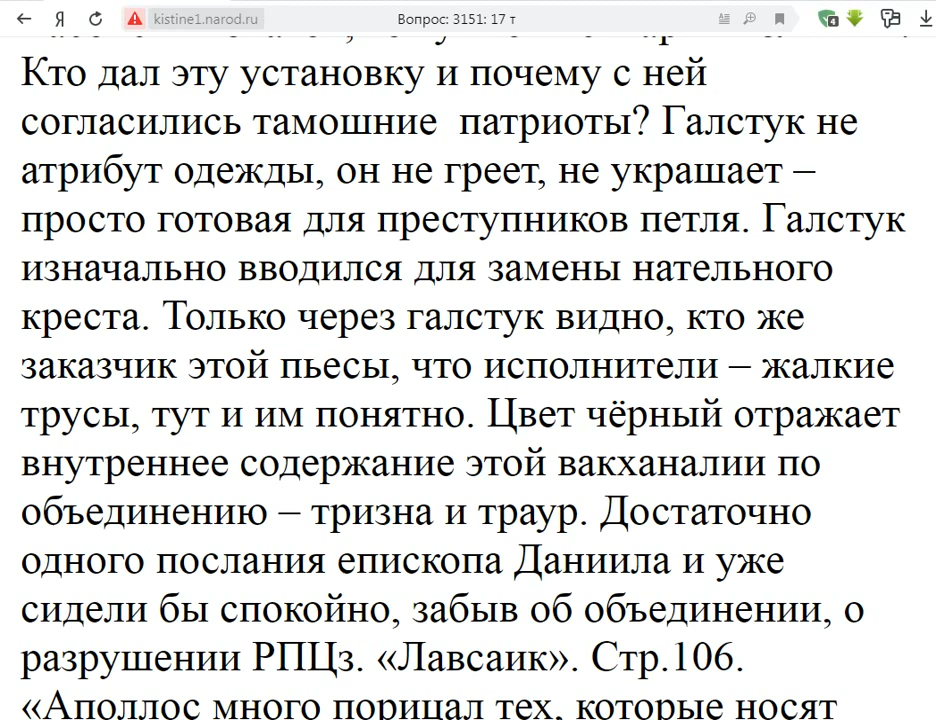 kistine1.narod.ru
Вопрос: 3151: 17 т
4
Кто дал эту установку и почему с ней
согласились тамошние  патриоты? Галстук не
атрибут одежды, он не греет, не украшает –
просто готовая для преступников петля. Галстук
изначально вводился для замены нательного
креста. Только через галстук видно, кто же
заказчик этой пьесы, что исполнители – жалкие
трусы, тут и им понятно. Цвет чёрный отражает
внутреннее содержание этой вакханалии по
объединению – тризна и траур. Достаточно
одного послания епископа Даниила и уже
сидели бы спокойно, забыв об объединении, о
разрушении РПЦз. «Лавсаик». Стр.106.
«Аполлос много порицал тех, которые носят